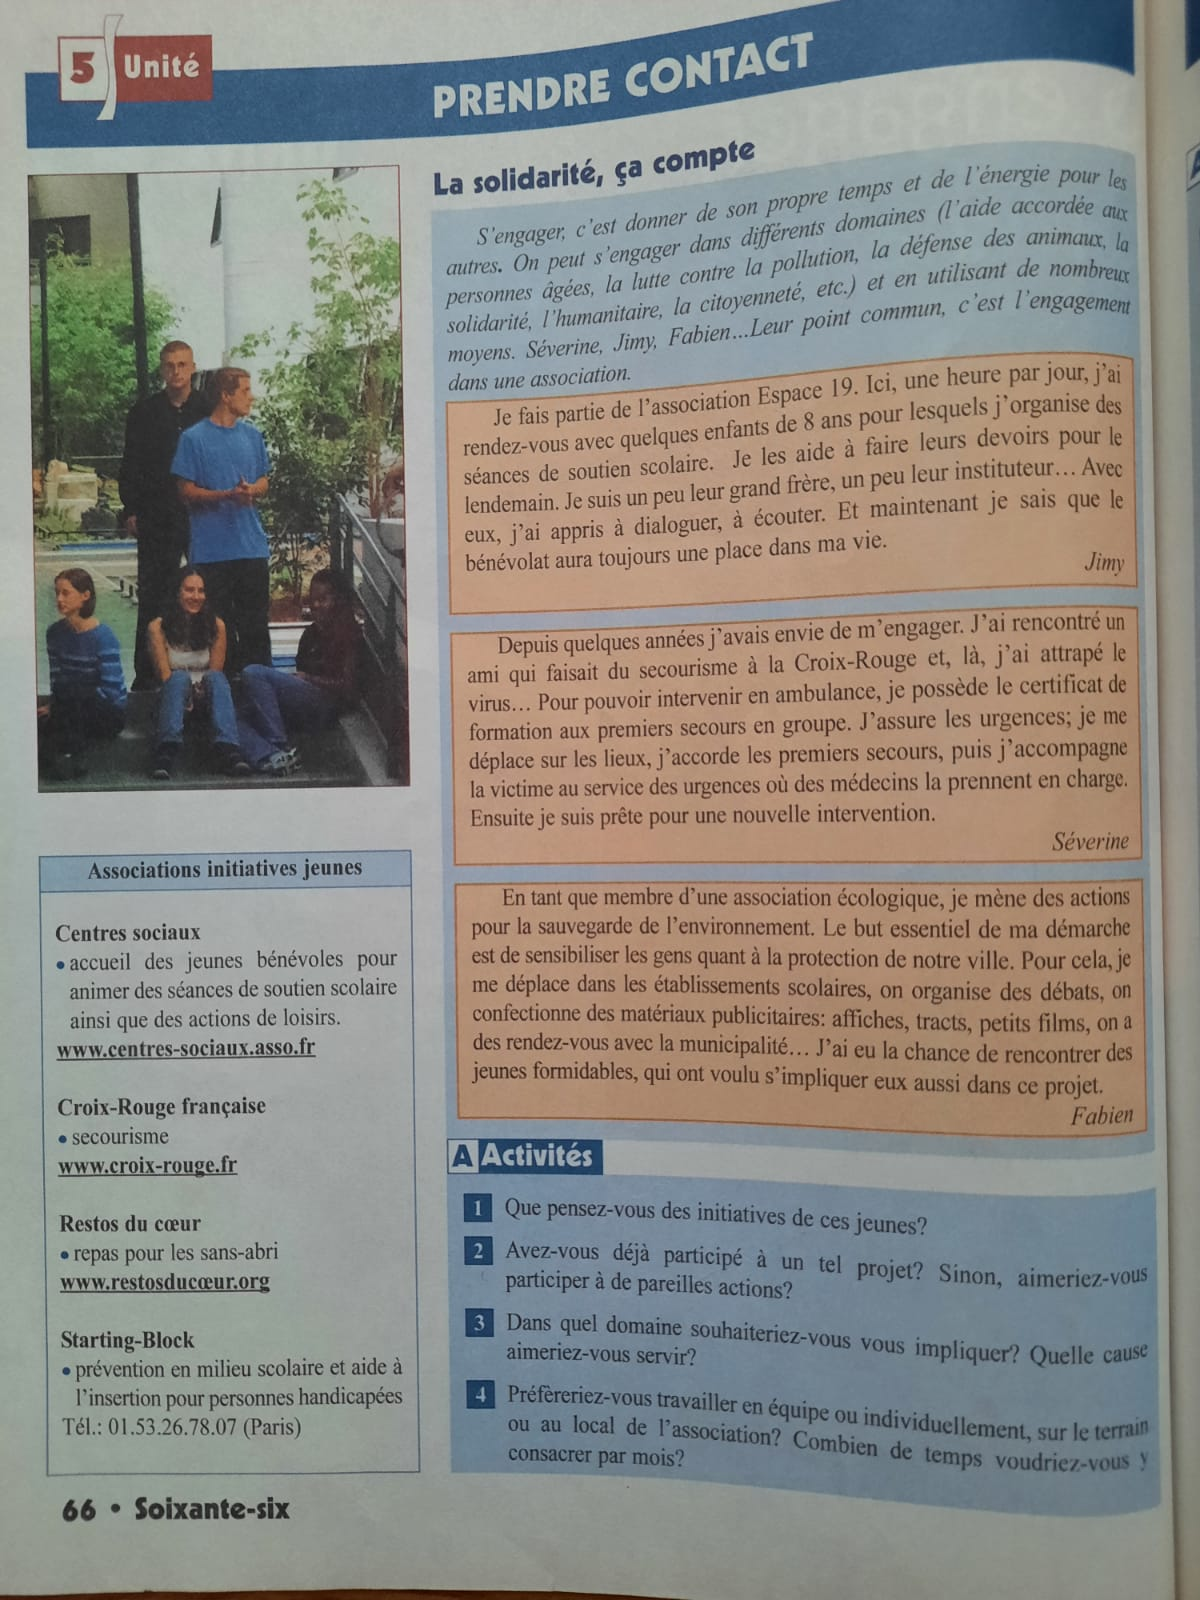 5 Unité
PRENDRE CONTACT
La solidarité, ça compte
S'engager, c'est donner de son propre temps et de l'énergie pour les
autres. On peut s'engager dans différents domaines (l'aide accordée aux
personnes âgées, la lutte contre la pollution, la défense des animaux, la
solidarité, l'humanitaire, la citoyenneté, etc.) et en utilisant de nombreux
moyens. Séverine, Jimy, Fabien...Leur point commun, c'est l'engagement
dans une association.
Je fais partie de l'association Espace 19. Ici, une heure par jour, j'ai
rendez-vous avec quelques enfants de 8 ans pour lesquels j'organise des
séances de soutien scolaire. Je les aide à faire leurs devoirs pour le
lendemain. Je suis un peu leur grand frère, un peu leur instituteur... Avec
eux, j'ai appris à dialoguer, à écouter. Et maintenant je sais que le
bénévolat aura toujours une place dans ma vie.
Jimy
Depuis quelques années j'avais envie de m'engager. J'ai rencontré un
ami qui faisait du secourisme à la Croix-Rouge et, là, j'ai attrapé le
virus... Pour pouvoir intervenir en ambulance, je possède le certificat de
formation aux premiers secours en groupe. J'assure les urgences; je me
déplace sur les lieux, j'accorde les premiers secours, puis j'accompagne
la victime au service des urgences où des médecins la prennent en charge.
Ensuite je suis prête pour une nouvelle intervention.
Séverine
En tant que membre d'une association écologique, je mène des actions
pour la sauvegarde de l'environnement. Le but essentiel de ma démarche
est de sensibiliser les gens quant à la protection de notre ville. Pour cela, je
me déplace dans les établissements scolaires, on organise des débats, on
confectionne des matériaux publicitaires: affiches, tracts, petits films, on a
des rendez-vous avec la municipalité... J'ai eu la chance de rencontrer des
jeunes formidables, qui ont voulu s'impliquer eux aussi dans ce projet.
Fabien
Associations initiatives jeunes
Centres sociaux
• accueil des jeunes bénévoles pour
animer des séances de soutien scolaire
ainsi que des actions de loisirs.
www.centres-sociaux.asso.fr
Croix-Rouge française
• secourisme
www.croix-rouge.fr
Restos du cœur
• repas pour les sans-abri
www.restosducœur.org
Starting-Block
• prévention en milieu scolaire et aide à
l'insertion pour personnes handicapées
Tél.: 01.53.26.78.07 (Paris)
A Activités
1 Que pensez-vous des initiatives de ces jeunes?
2 Avez-vous déjà participé à un tel projet? Sinon, aimeriez-vous
participer à de pareilles actions?
3 Dans quel domaine souhaiteriez-vous vous impliquer? Quelle cause
aimeriez-vous servir?
4 Préfèreriez-vous travailler en équipe ou individuellement, sur le terrain
ou au local de l'association? Combien de temps voudriez-vous y
consacrer par mois?
66 • Soixante-six